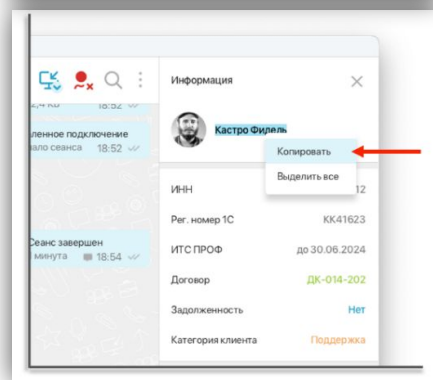 Информация
2,4 КБ 18:52
Кастро Фидель
ленное подключение
ало сеанса 18:52
Копировать
Выделить все
ИНН 12
Рег. номер 1С КК41623
Сеанс завершен
минута 18:54
ИТС ПРОФ до 30.06.2024
Договор ДК-014-202
Задолженность Нет
Категория клиента Поддержка